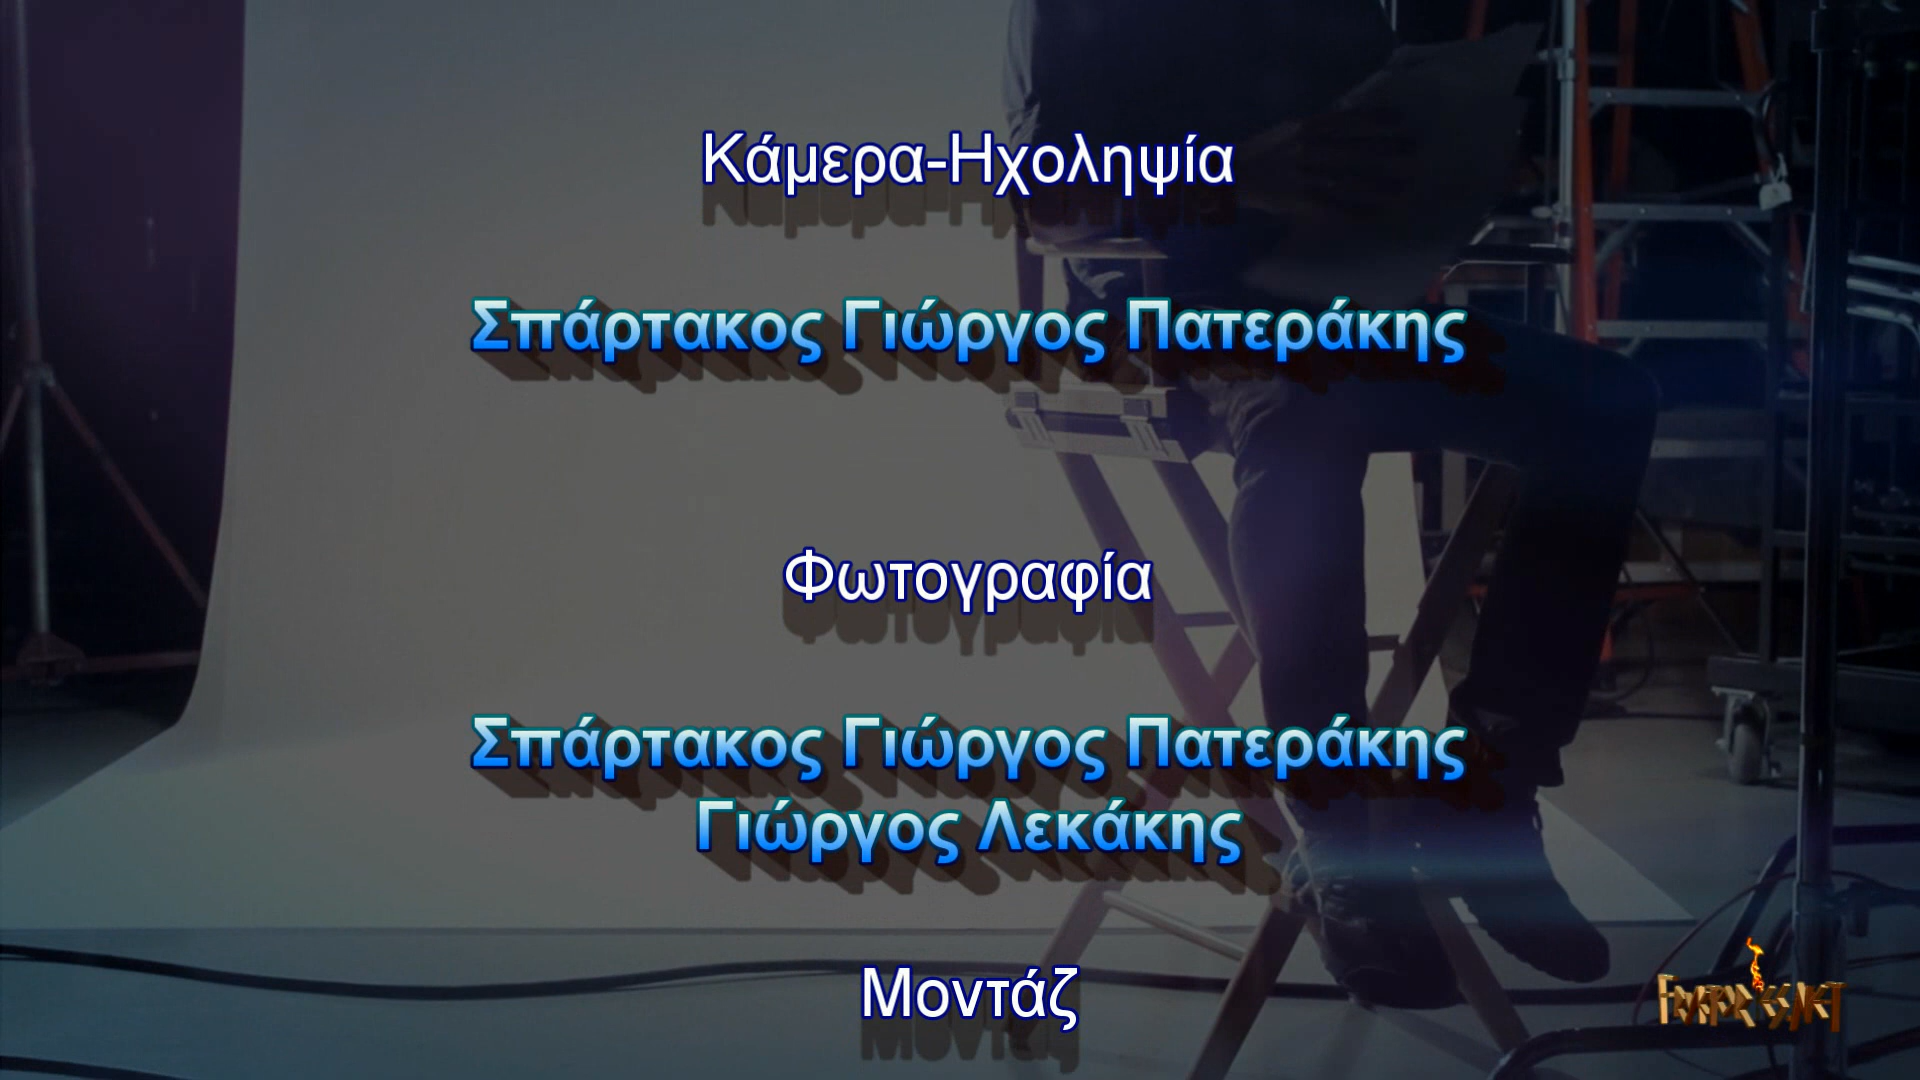 Κάμερα-Ηχοληψία
Σπάρτακος Γιώργος Πατεράκης
Φωτογραφία
Σπάρτακος Γιώργος Πατεράκης
Γιώργος Λεκάκης
Μοντάζ